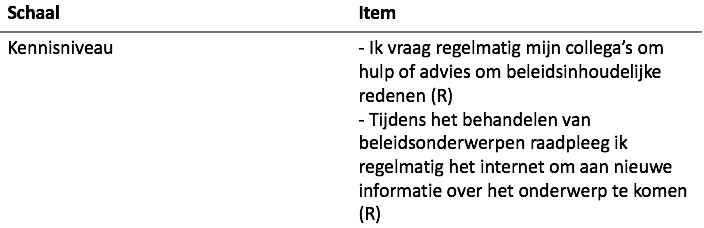 Schaal Item
Kennisniveau - Ik vraag regelmatig mijn collega’s om
hulp of advies om beleidsinhoudelijke
redenen (R)
- Tijdens het behandelen van
beleidsonderwerpen raadpleeg ik
regelmatig het internet om aan nieuwe
informatie over het onderwerp te komen
(R)